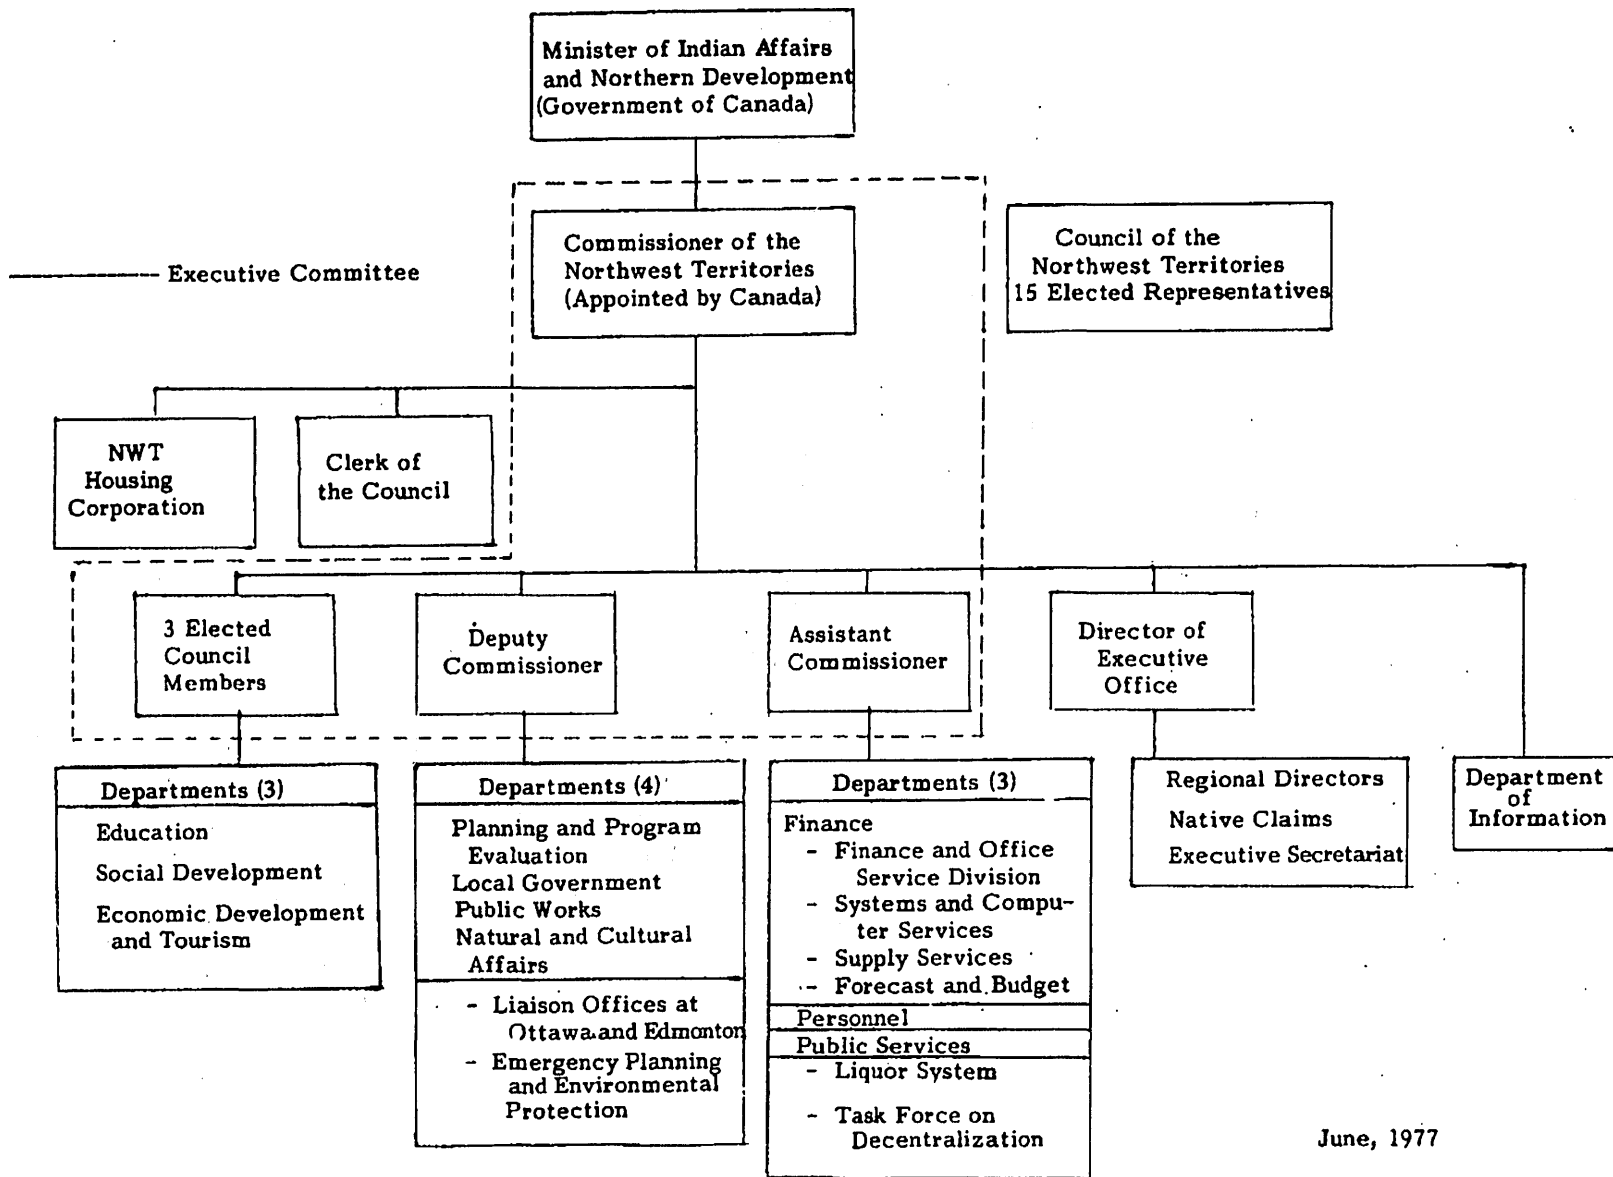 Minister of Indian Affairs
and Northern Development
(Government of Canada)
Commissioner of the
Northwest Territories
(Appointed by Canada)
Council of the
Northwest Territories
15 Elected Representatives
Executive Committee
NWT
Housing
Corporation
Clerk of
the Council
3 Elected
Council
Members
Deputy
Commissioner
Assistant
Commissioner
Director of
Executive
Office
Departments (3)
Education
Social Development
Economic Development
and Tourism
Departments (4)
Planning and Program
Evaluation
Local Government
Public Works
Natural and Cultural
Affairs
- Liaison Offices at
Ottawa and Edmonton
- Emergency Planning
and Environmental
Protection
Departments (3)
Finance
- Finance and Office
Service Division
- Systems and Compu-
ter Services
- Supply Services
- Forecast and Budget
Personnel
Public Services
- Liquor System
- Task Force on
Decentralization
Regional Directors
Native Claims
Executive Secretariat
Department
of
Information
June, 1977